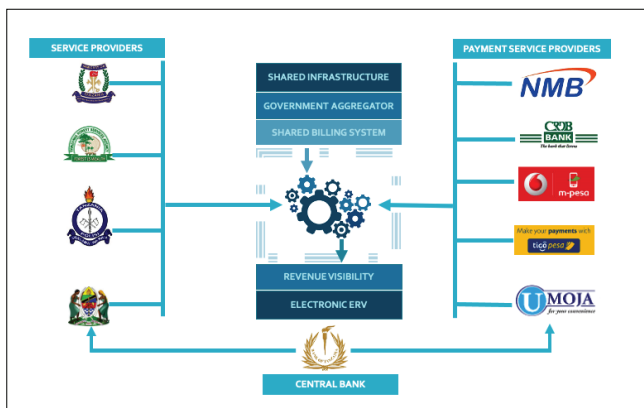 SERVICE PROVIDERS
PAYMENT SERVICE PROVIDERS
SHARED INFRASTRUCTURE
GOVERNMENT AGGREGATOR
SHARED BILLING SYSTEM
NMB
CRDB
BANK
The bank that listens
m-pesa
Make your payments with
tigo pesa
UMOJA
for your convenience
REVENUE VISIBILITY
ELECTRONIC ERV
CENTRAL BANK